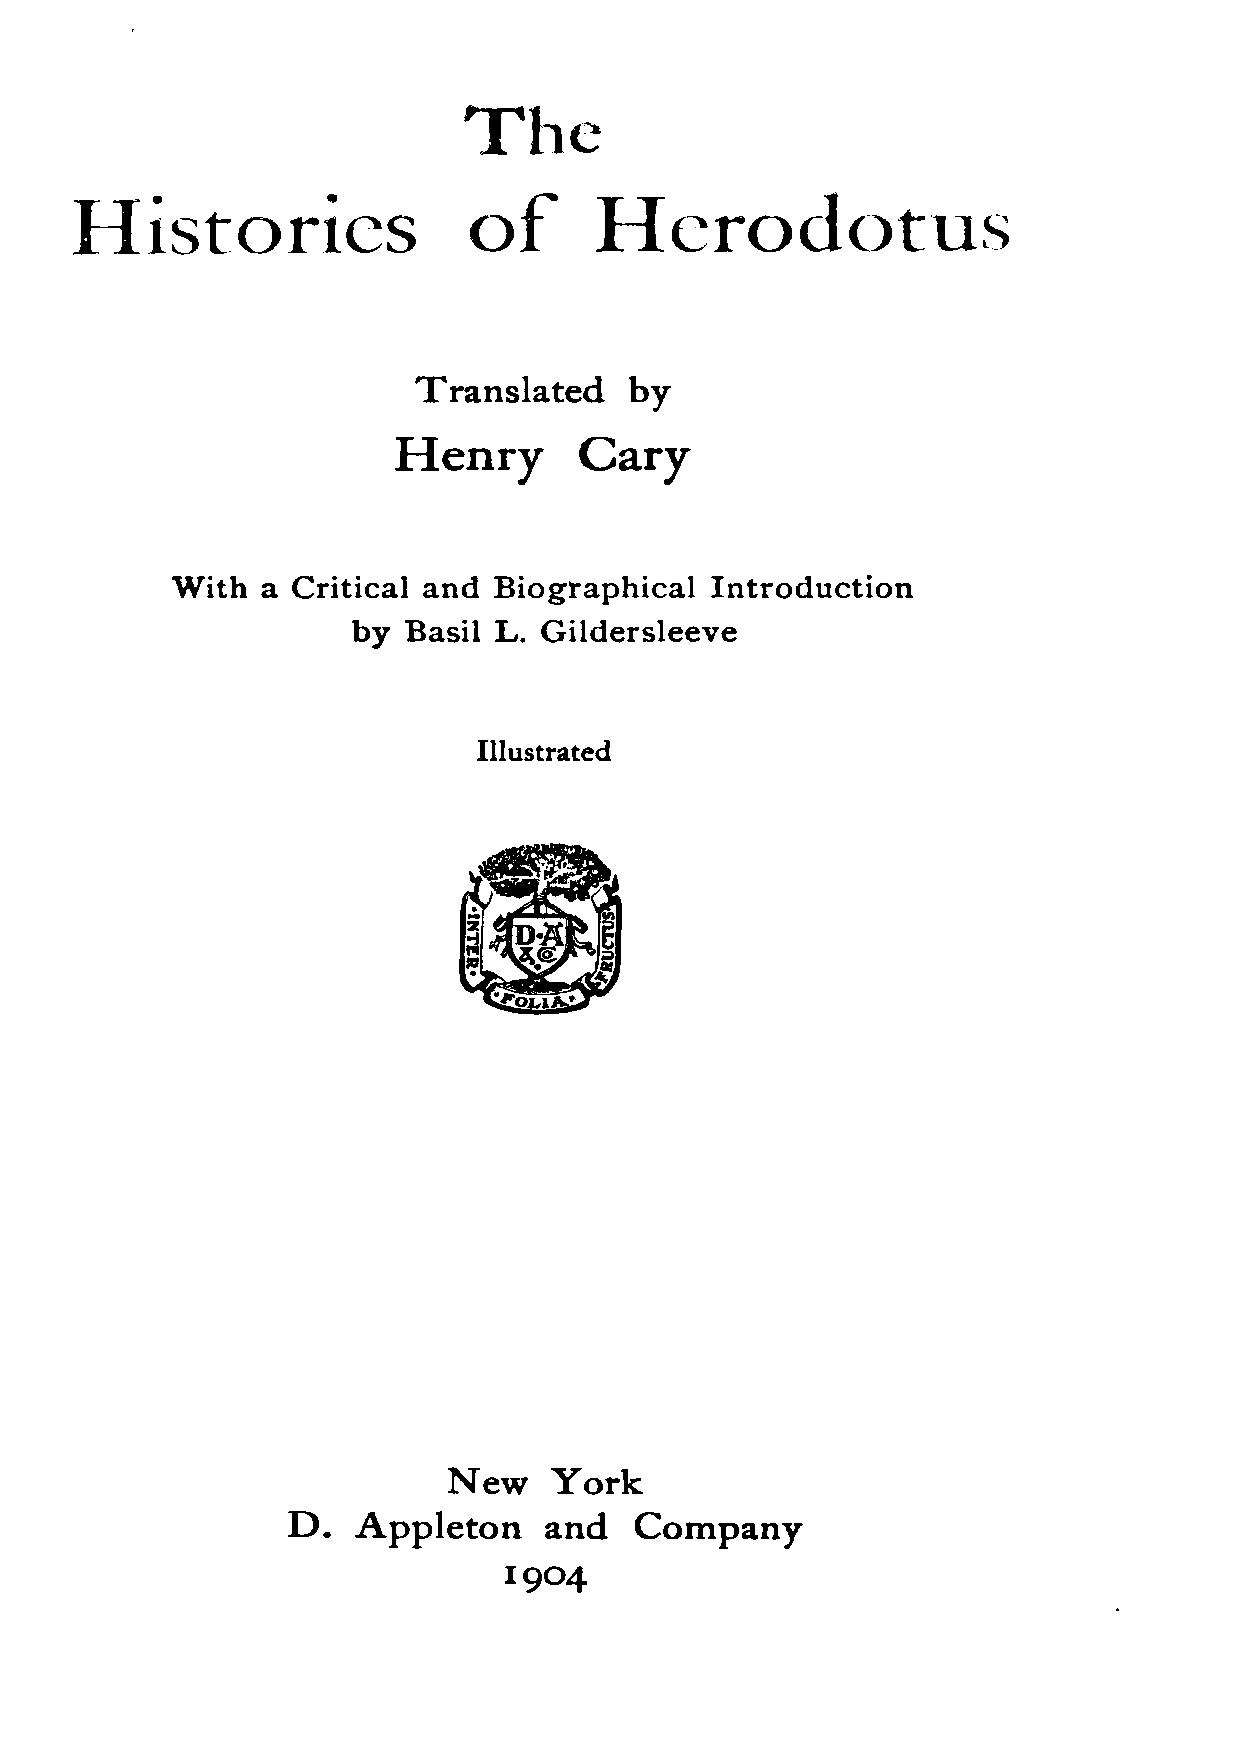 The
Histories of Herodotus
Translated by
Henry Cary
With a Critical and Biographical Introduction
by Basil L. Gildersleeve
Illustrated
D·A
& Co.
·INTER·
·FOLIA·
FRUCTUS·
New York
D. Appleton and Company
1904